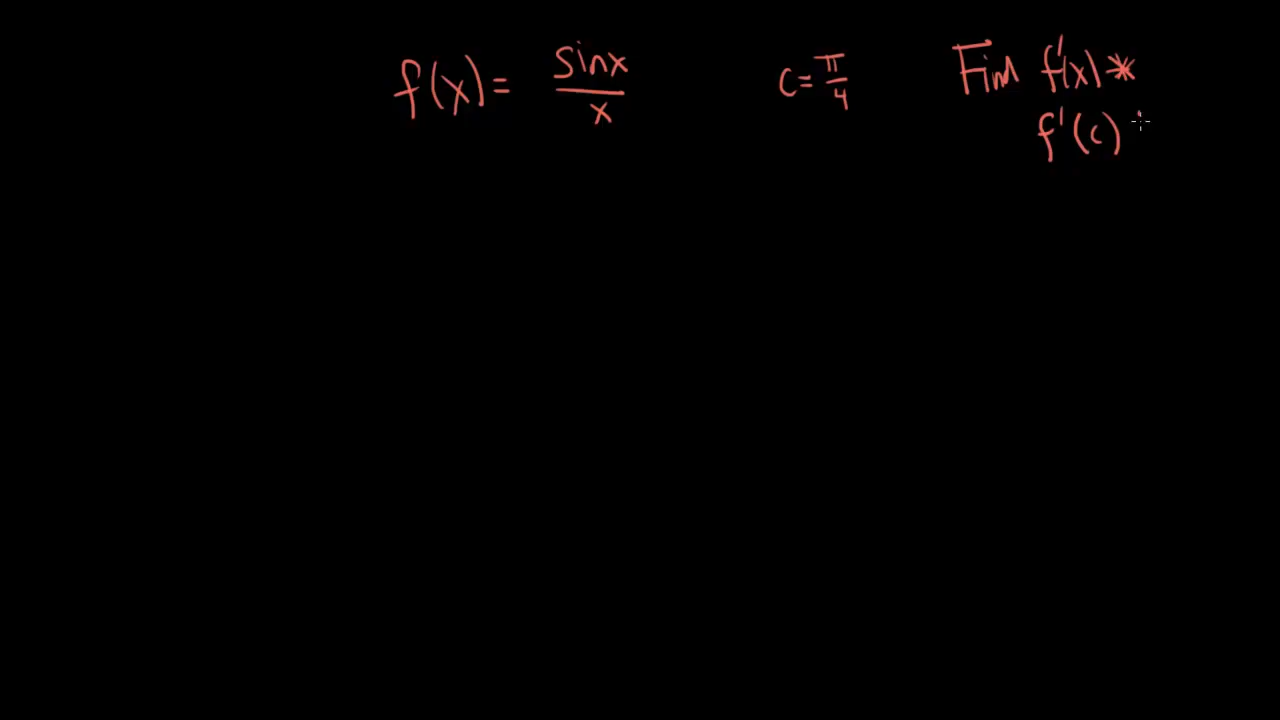 f(x) = sinx/x   c = π/4   Find f'(x) *
f'(c)